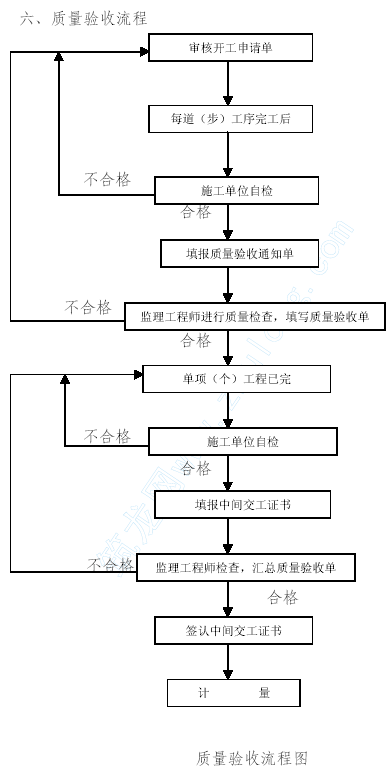 六、质量验收流程
审核开工申请单
每道（步）工序完工后
不合格
施工单位自检
合格
填报质量验收通知单
不合格
监理工程师进行质量检查，填写质量验收单
合格
单项（个）工程已完
不合格
施工单位自检
合格
填报中间交工证书
不合格
监理工程师检查，汇总质量验收单
合格
签认中间交工证书
计 量
质量验收流程图